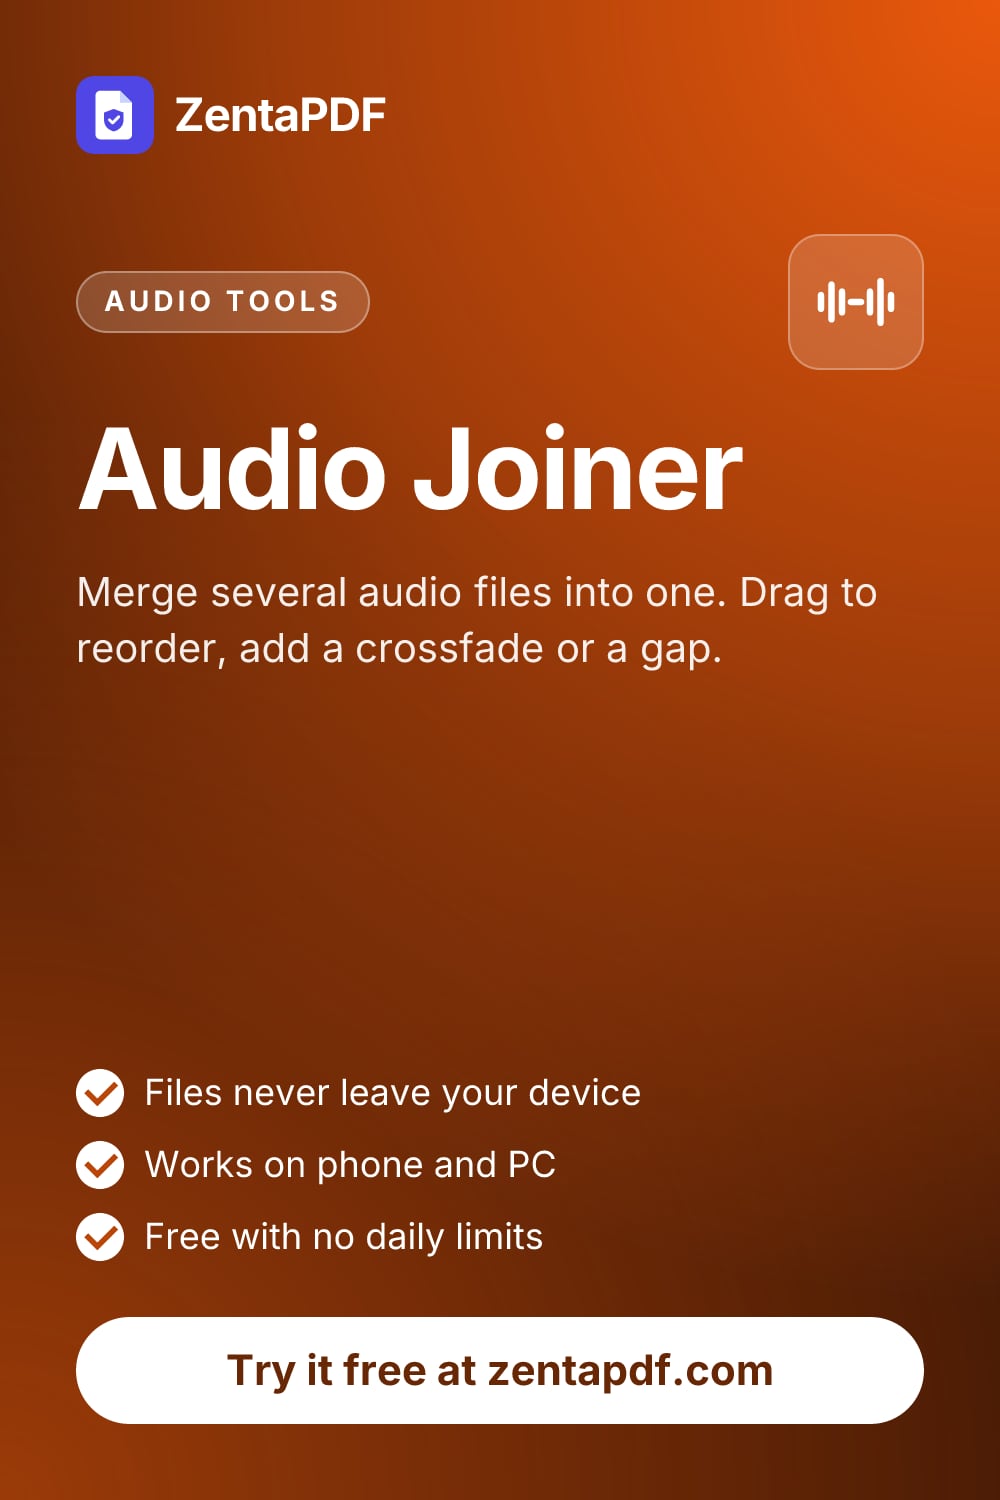 ZentaPDF
AUDIO TOOLS
Audio Joiner
Merge several audio files into one. Drag to
reorder, add a crossfade or a gap.
Files never leave your device
Works on phone and PC
Free with no daily limits
Try it free at zentapdf.com